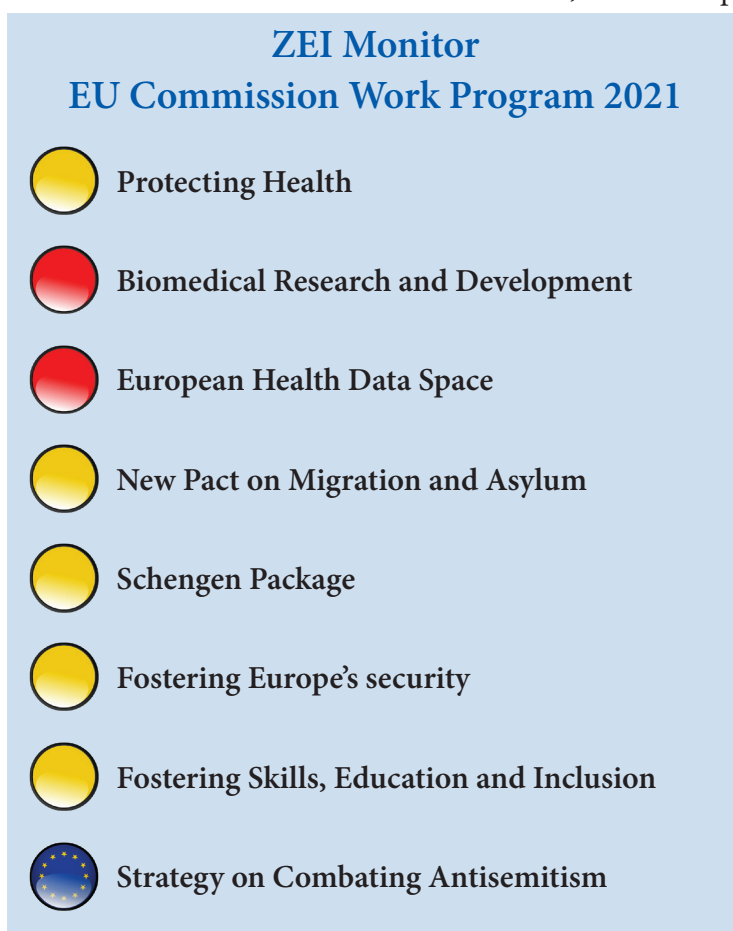 ZEI Monitor
EU Commission Work Program 2021
Protecting Health
Biomedical Research and Development
European Health Data Space
New Pact on Migration and Asylum
Schengen Package
Fostering Europe's security
Fostering Skills, Education and Inclusion
Strategy on Combating Antisemitism